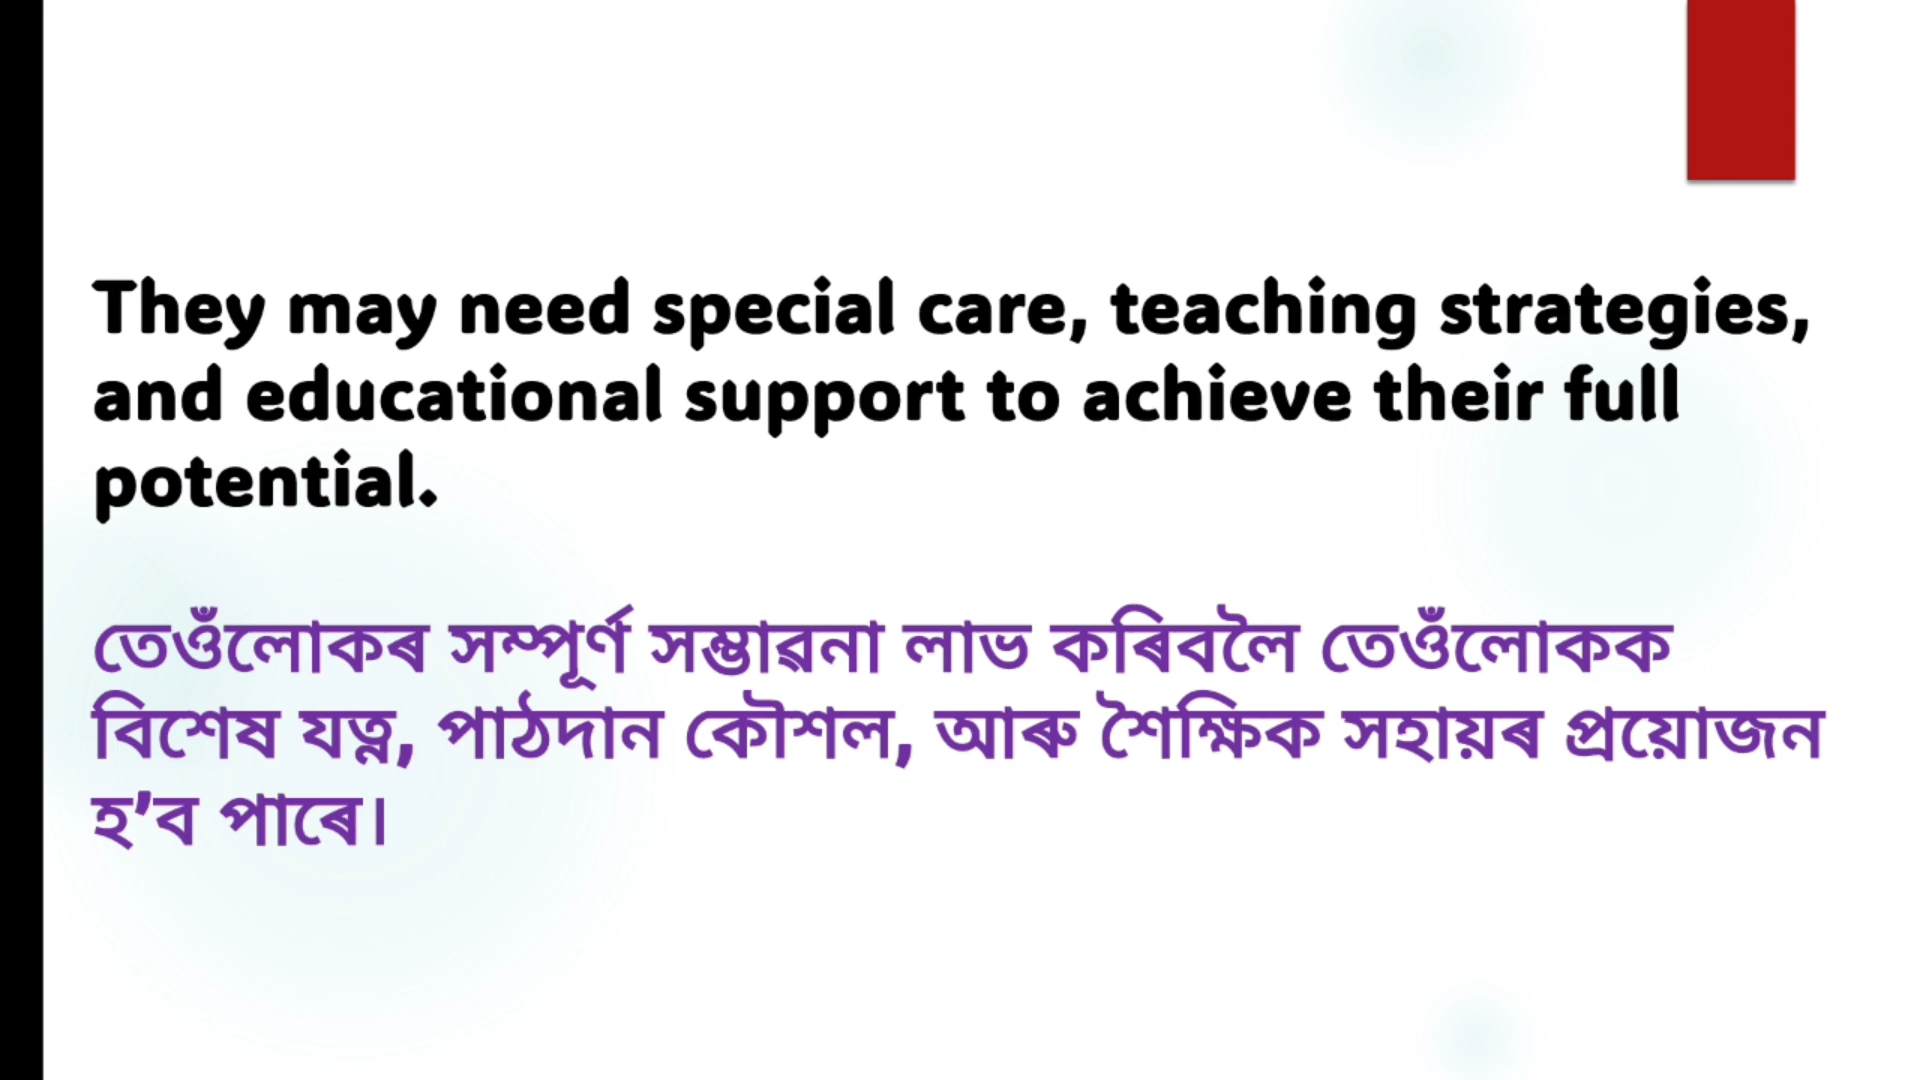 They may need special care, teaching strategies,
and educational support to achieve their full
potential.
তেওঁলোকৰ সম্পূৰ্ণ সম্ভাৱনা লাভ কৰিবলৈ তেওঁলোকক
বিশেষ যত্ন, পাঠদান কৌশল, আৰু শৈক্ষিক সহায়ৰ প্ৰয়োজন
হ’ব পাৰে।